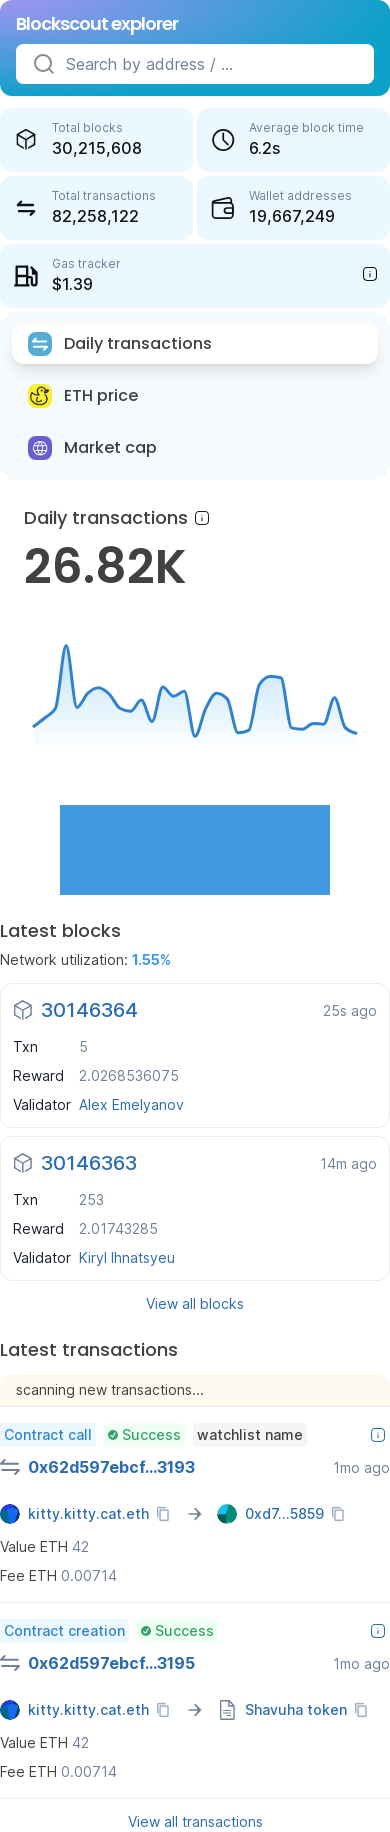 Blockscout explorer
Search by address / ...
Total blocks
30,215,608
Average block time
6.2s
Total transactions
82,258,122
Wallet addresses
19,667,249
Gas tracker
$1.39
Daily transactions
ETH price
Market cap
Daily transactions
26.82K
Latest blocks
Network utilization: 1.55%
30146364 25s ago
Txn 5
Reward 2.0268536075
Validator Alex Emelyanov
30146363 14m ago
Txn 253
Reward 2.01743285
Validator Kiryl Ihnatsyeu
View all blocks
Latest transactions
scanning new transactions...
Contract call Success watchlist name
0x62d597ebcf...3193 1mo ago
kitty.kitty.cat.eth 0xd7...5859
Value ETH 42
Fee ETH 0.00714
Contract creation Success
0x62d597ebcf...3195 1mo ago
kitty.kitty.cat.eth Shavuha token
Value ETH 42
Fee ETH 0.00714
View all transactions